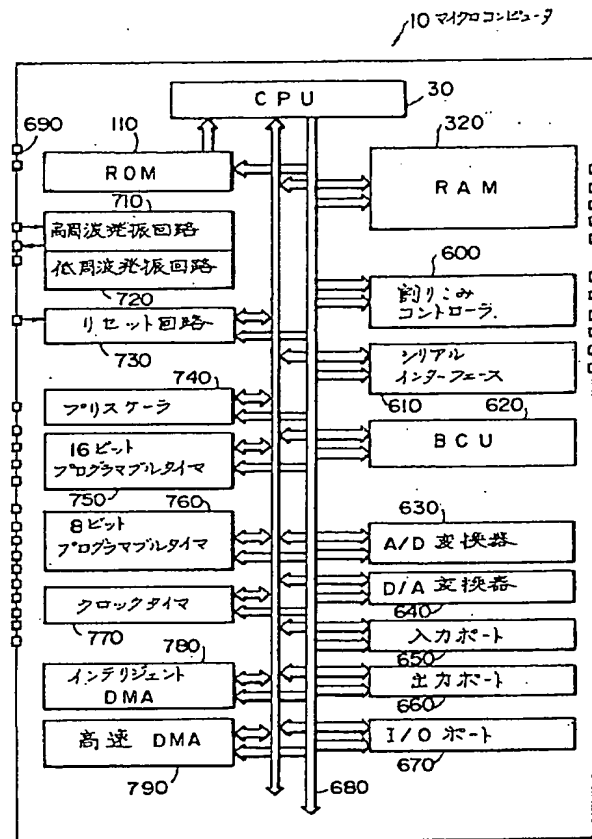 10 マイクロコンピュータ
CPU
30
690
110
ROM
320
RAM
710
高周波発振回路
低周波発振回路
720
600
割りこみ
コントローラ
リセット回路
730
シリアル
インターフェース
610
740
プリスケーラ
620
BCU
16ビット
プログラマブルタイマ
750
760
8ビット
プログラマブルタイマ
630
A/D 変換器
D/A 変換器
640
クロックタイマ
770
入力ポート
650
780
インテリジェント
DMA
出力ポート
660
高速 DMA
790
I/O ポート
670
680